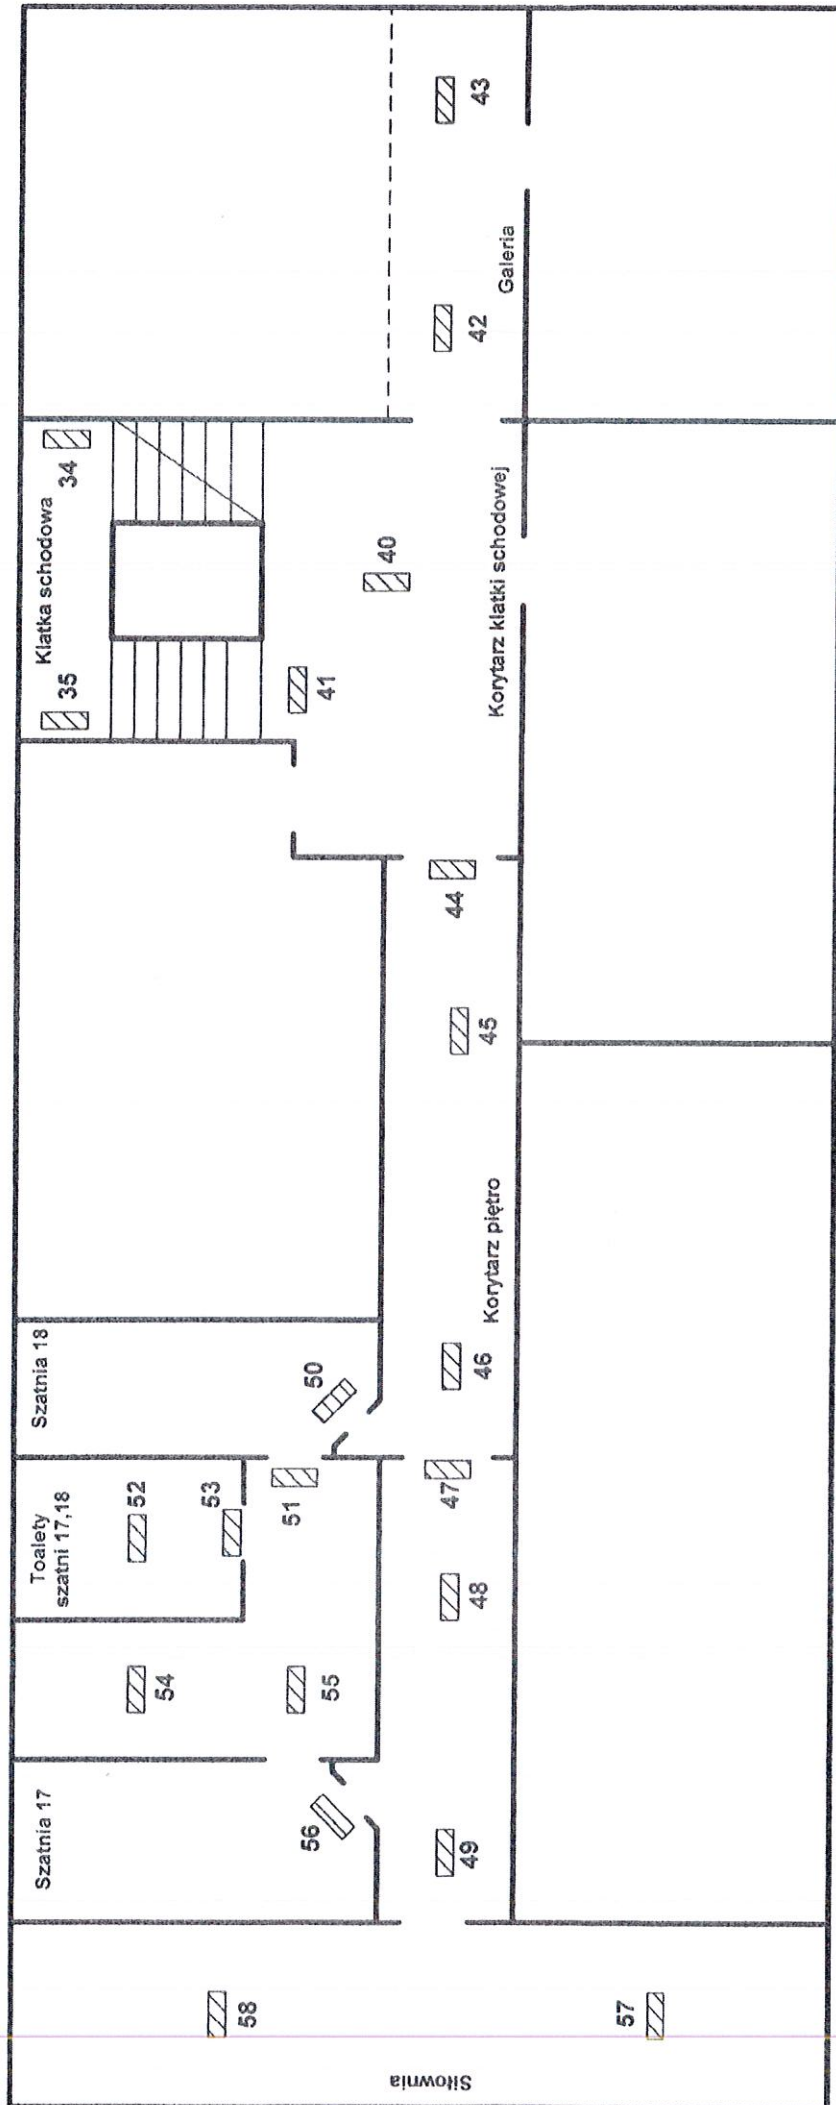 Siłownia
58
57
Szatnia 17
56
49
54
55
Toalety
szatni 17,18
52
53
51
48
47
Szatnia 18
50
46
Korytarz piętro
45
44
35
Klatka schodowa
34
41
40
Korytarz klatki schodowej
42
Galeria
43